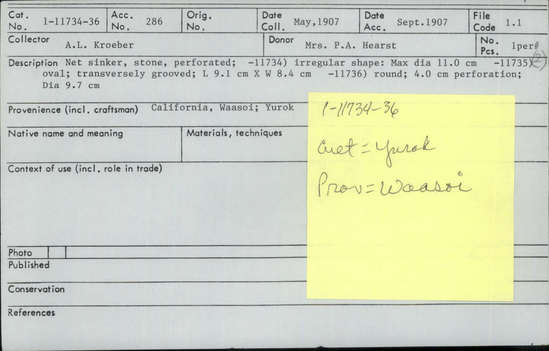 Cat. No. 1-11734-36 Acc. No. 286 Orig. No. Date Coll. May,1907 Date Acc. Sept.1907 File Code 1.1
Collector A.L. Kroeber Donor Mrs. P.A. Hearst No. Pcs. 1per#
Description Net sinker, stone, perforated; -11734) irregular shape: Max dia 11.0 cm -11735) 2
oval; transversely grooved; L 9.1 cm X W 8.4 cm -11736) round; 4.0 cm perforation;
Dia 9.7 cm
Provenience (incl. craftsman) California, Waasoi; Yurok
Native name and meaning Materials, techniques
Context of use (incl. role in trade)
Photo
Published
Conservation
References
1-11734-36
Cult = Yurok
Prov = Waasoi